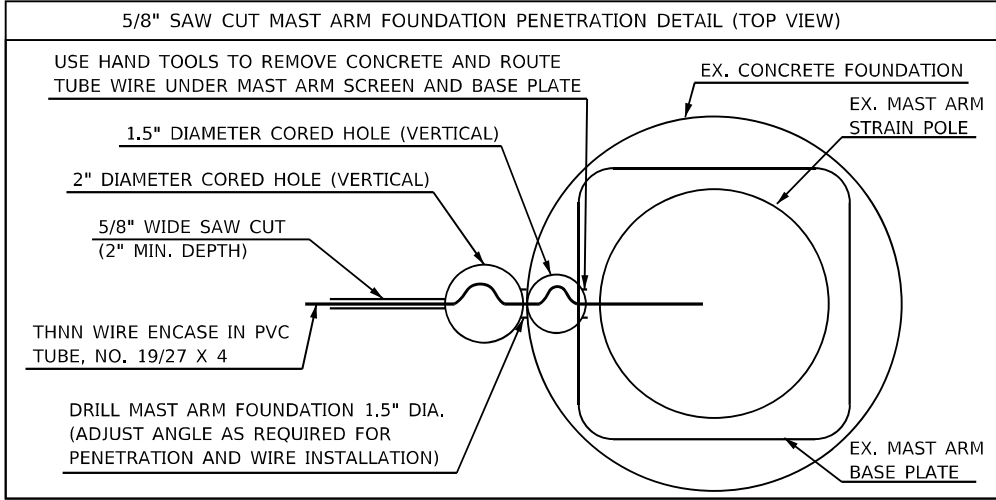 5/8" SAW CUT MAST ARM FOUNDATION PENETRATION DETAIL (TOP VIEW)
USE HAND TOOLS TO REMOVE CONCRETE AND ROUTE
TUBE WIRE UNDER MAST ARM SCREEN AND BASE PLATE
1.5" DIAMETER CORED HOLE (VERTICAL)
2" DIAMETER CORED HOLE (VERTICAL)
5/8" WIDE SAW CUT
(2" MIN. DEPTH)
THNN WIRE ENCASE IN PVC
TUBE, NO. 19/27 X 4
DRILL MAST ARM FOUNDATION 1.5" DIA.
(ADJUST ANGLE AS REQUIRED FOR
PENETRATION AND WIRE INSTALLATION)
EX. CONCRETE FOUNDATION
EX. MAST ARM
STRAIN POLE
EX. MAST ARM
BASE PLATE